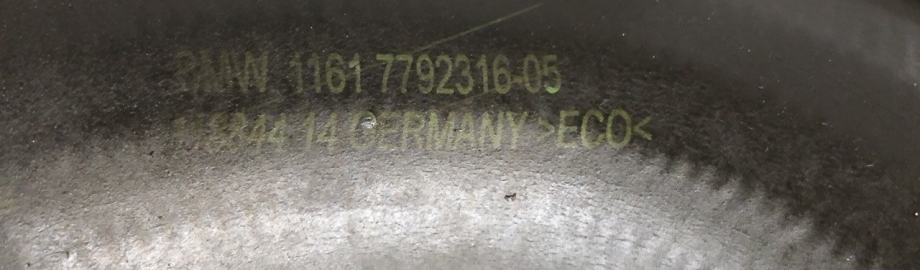 BMW 1161 7792316-05
14 GERMANY >ECO<